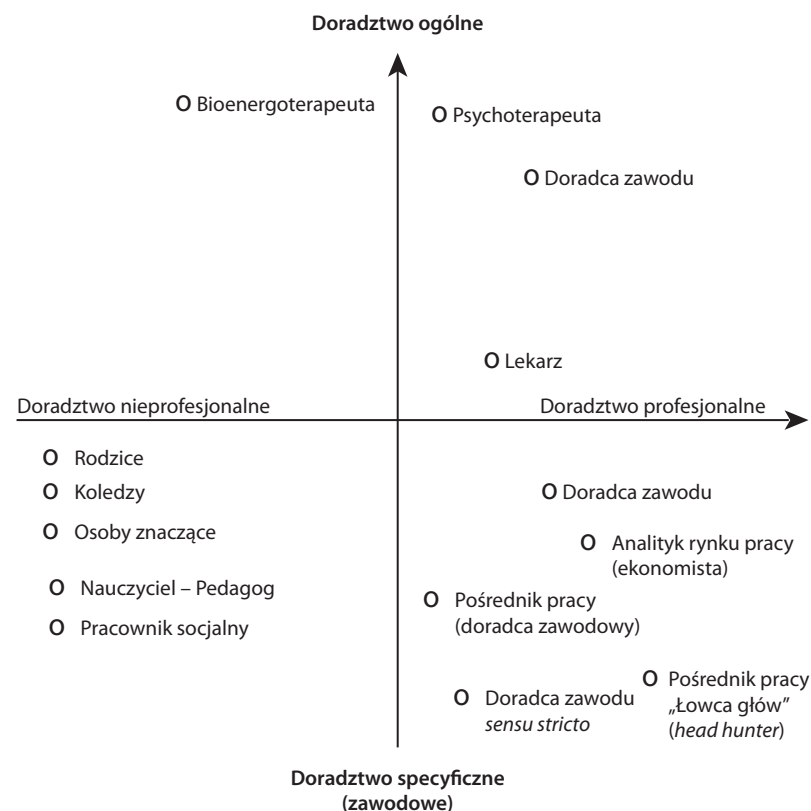 Doradztwo ogólne
O Bioenergoterapeuta
O Psychoterapeuta
O Doradca zawodu
O Lekarz
Doradztwo nieprofesjonalne
Doradztwo profesjonalne
O Rodzice
O Koledzy
O Osoby znaczące
O Nauczyciel – Pedagog
O Pracownik socjalny
O Doradca zawodu
O Analityk rynku pracy
(ekonomista)
O Pośrednik pracy
(doradca zawodowy)
O Pośrednik pracy
„Łowca głów”
(head hunter)
O Doradca zawodu
sensu stricto
Doradztwo specyficzne
(zawodowe)